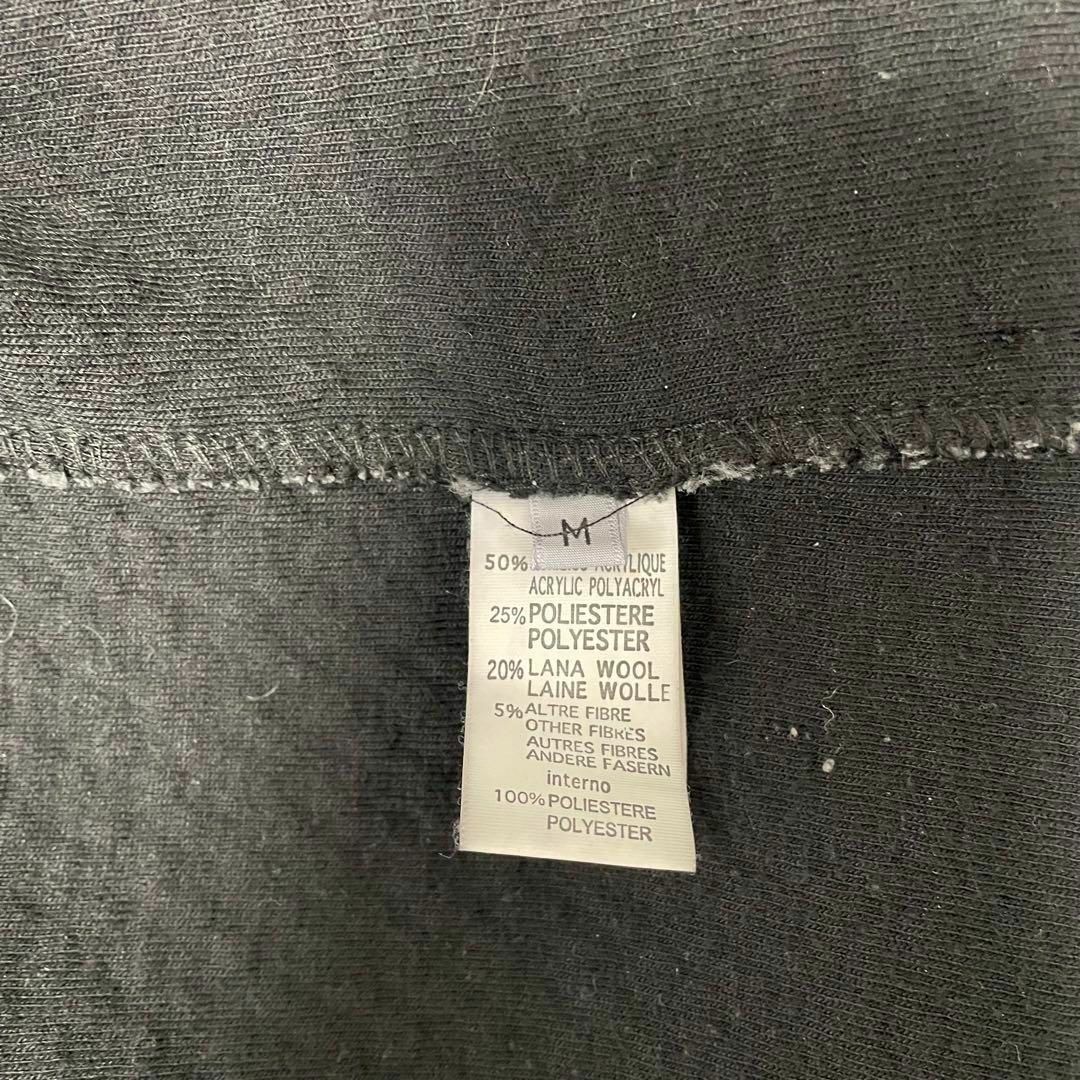 M
50% ACRYLIQUE
ACRYLIC POLYACRYL
25% POLIESTERE
POLYESTER
20% LANA WOOL
LAINE WOLLE
5% ALTRE FIBRE
OTHER FIBRES
AUTRES FIBRES
ANDERE FASERN
interno
100% POLIESTERE
POLYESTER